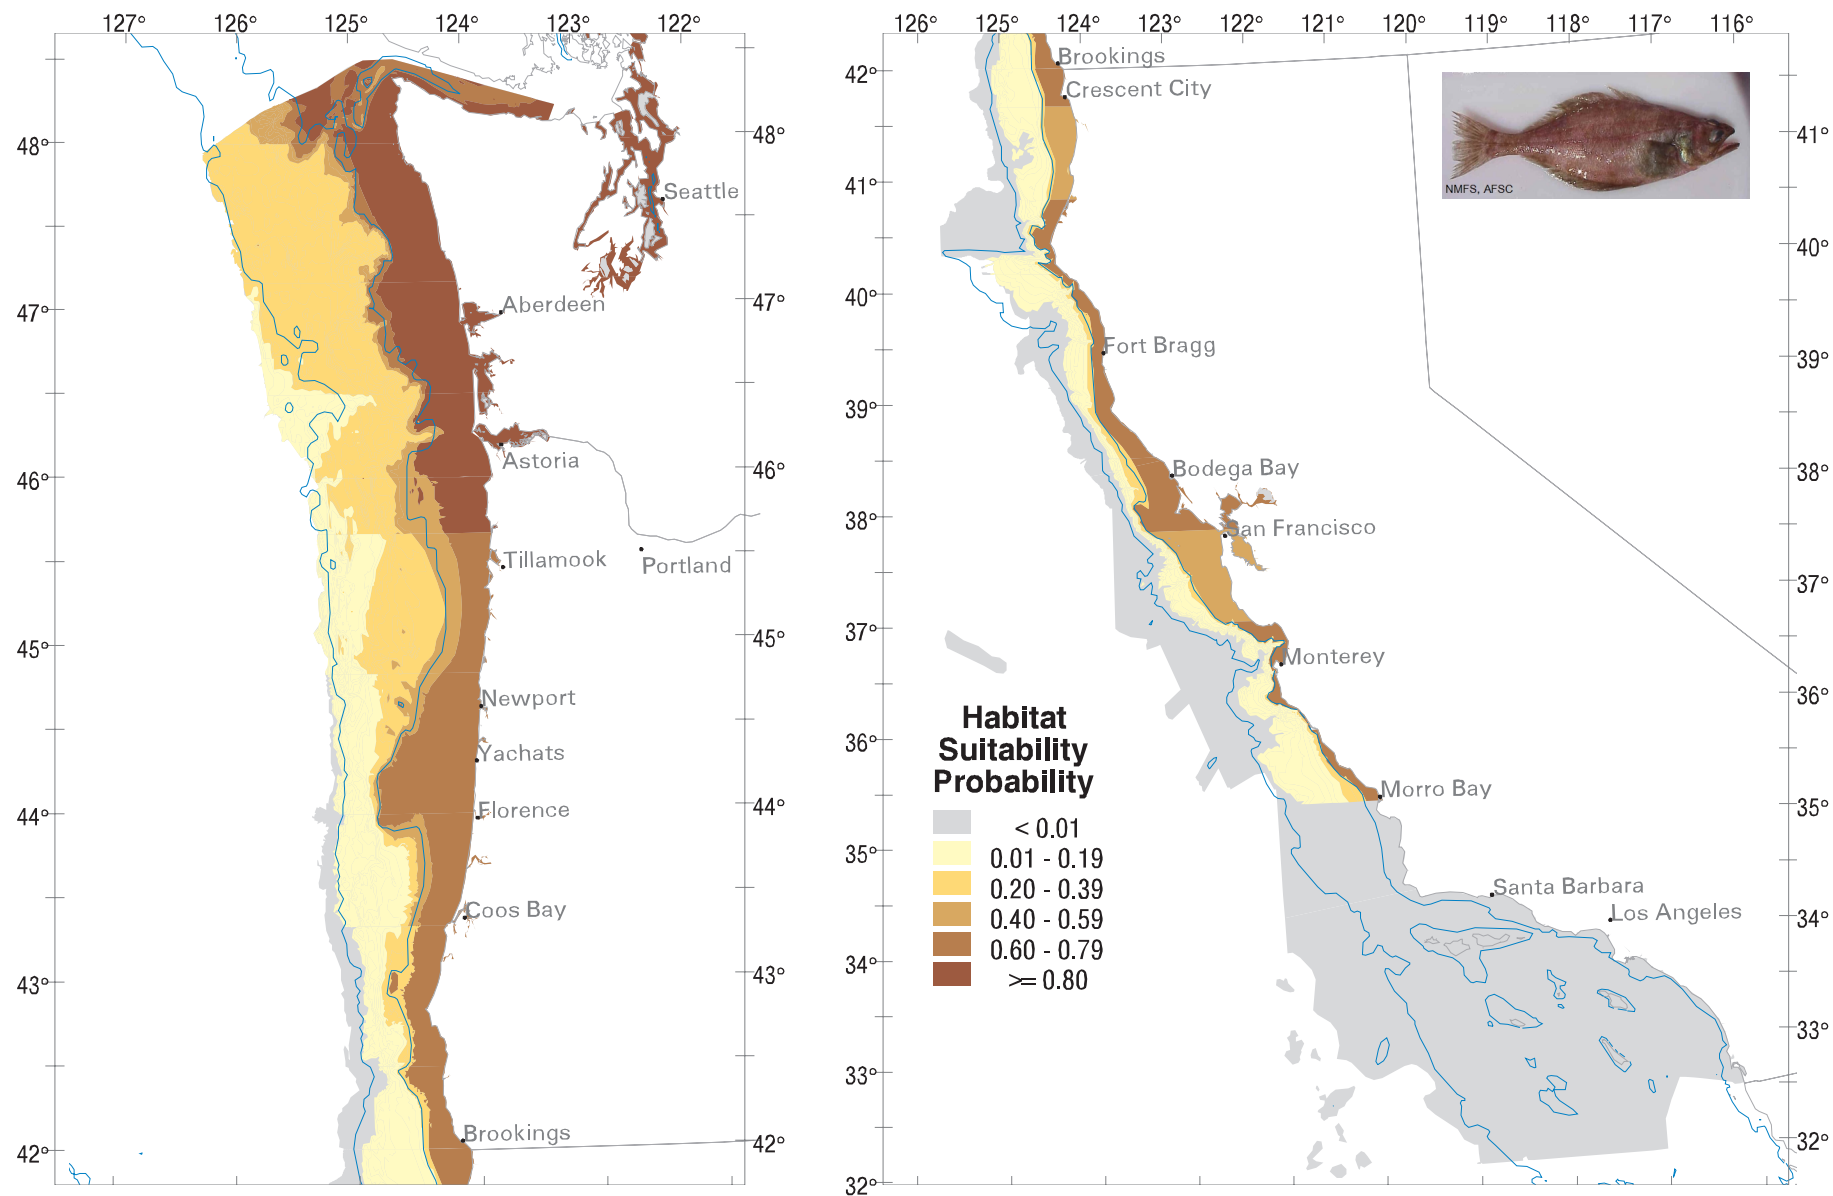 127° 126° 125° 124° 123° 122°
48°
47°
46°
45°
44°
43°
42°
48°
47°
46°
45°
44°
43°
42°
Seattle
Aberdeen
Astoria
Tillamook
Portland
Newport
Yachats
Florence
Coos Bay
Brookings
126° 125° 124° 123° 122° 121° 120° 119° 118° 117° 116°
42°
41°
40°
39°
38°
37°
36°
35°
34°
33°
32°
41°
40°
39°
38°
37°
36°
35°
34°
33°
32°
Brookings
Crescent City
Fort Bragg
Bodega Bay
San Francisco
Monterey
Morro Bay
Santa Barbara
Los Angeles
NMFS, AFSC
Habitat
Suitability
Probability
< 0.01
0.01 - 0.19
0.20 - 0.39
0.40 - 0.59
0.60 - 0.79
>= 0.80